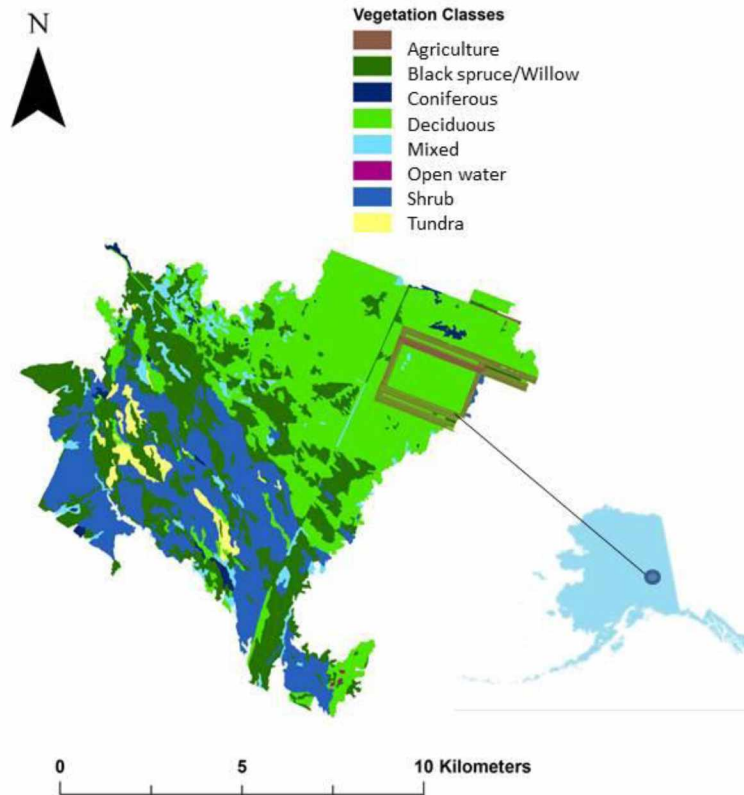 Vegetation Classes
N
Agriculture
Black spruce/Willow
Coniferous
Deciduous
Mixed
Open water
Shrub
Tundra
0 5 10 Kilometers